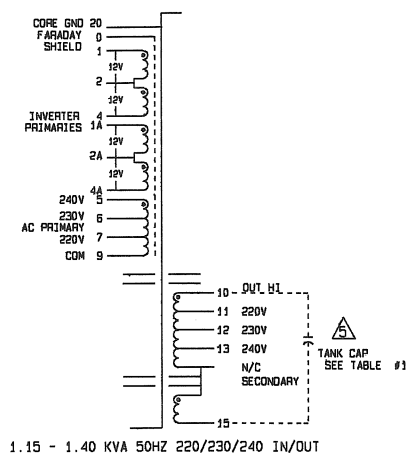 CORE GND 20
FARADAY 0
SHIELD
1
12V
2
12V
4
INVERTER
PRIMARIES 1A
12V
2A
12V
4A
240V 5
230V 6
AC PRIMARY
220V 7
COM 9
10 OUT HI
11 220V
12 230V
13 240V
N/C
SECONDARY
15
5
TANK CAP
SEE TABLE #1
1.15 - 1.40 KVA 50HZ 220/230/240 IN/OUT